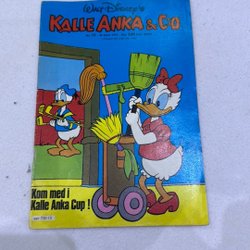 WALT DISNEY'S
KALLE ANKA & C:O
Kom med i
Kalle Anka Cup !